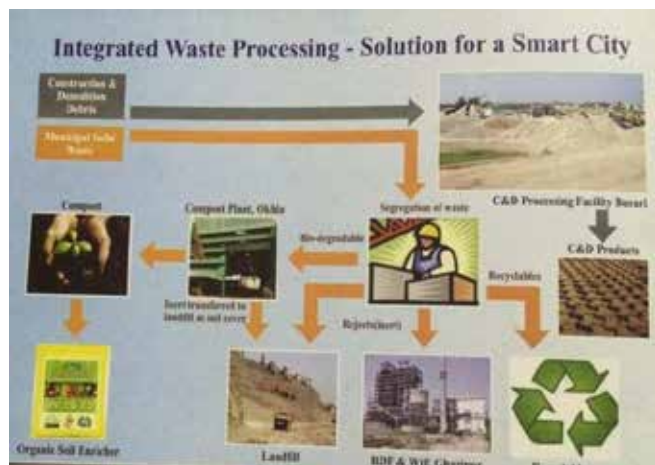 Integrated Waste Processing - Solution for a Smart City
Construction &
Demolition
Debris
Municipal Solid
Waste
C&D Processing Facility Burari
C&D Products
Compost
Compost Plant, Okhla
Segregation of waste
Bio-degradable
Recyclables
Inert transferred to
landfill as soil cover
Rejects(inert)
Organic Soil Enricher
Landfill
RDF & WtE